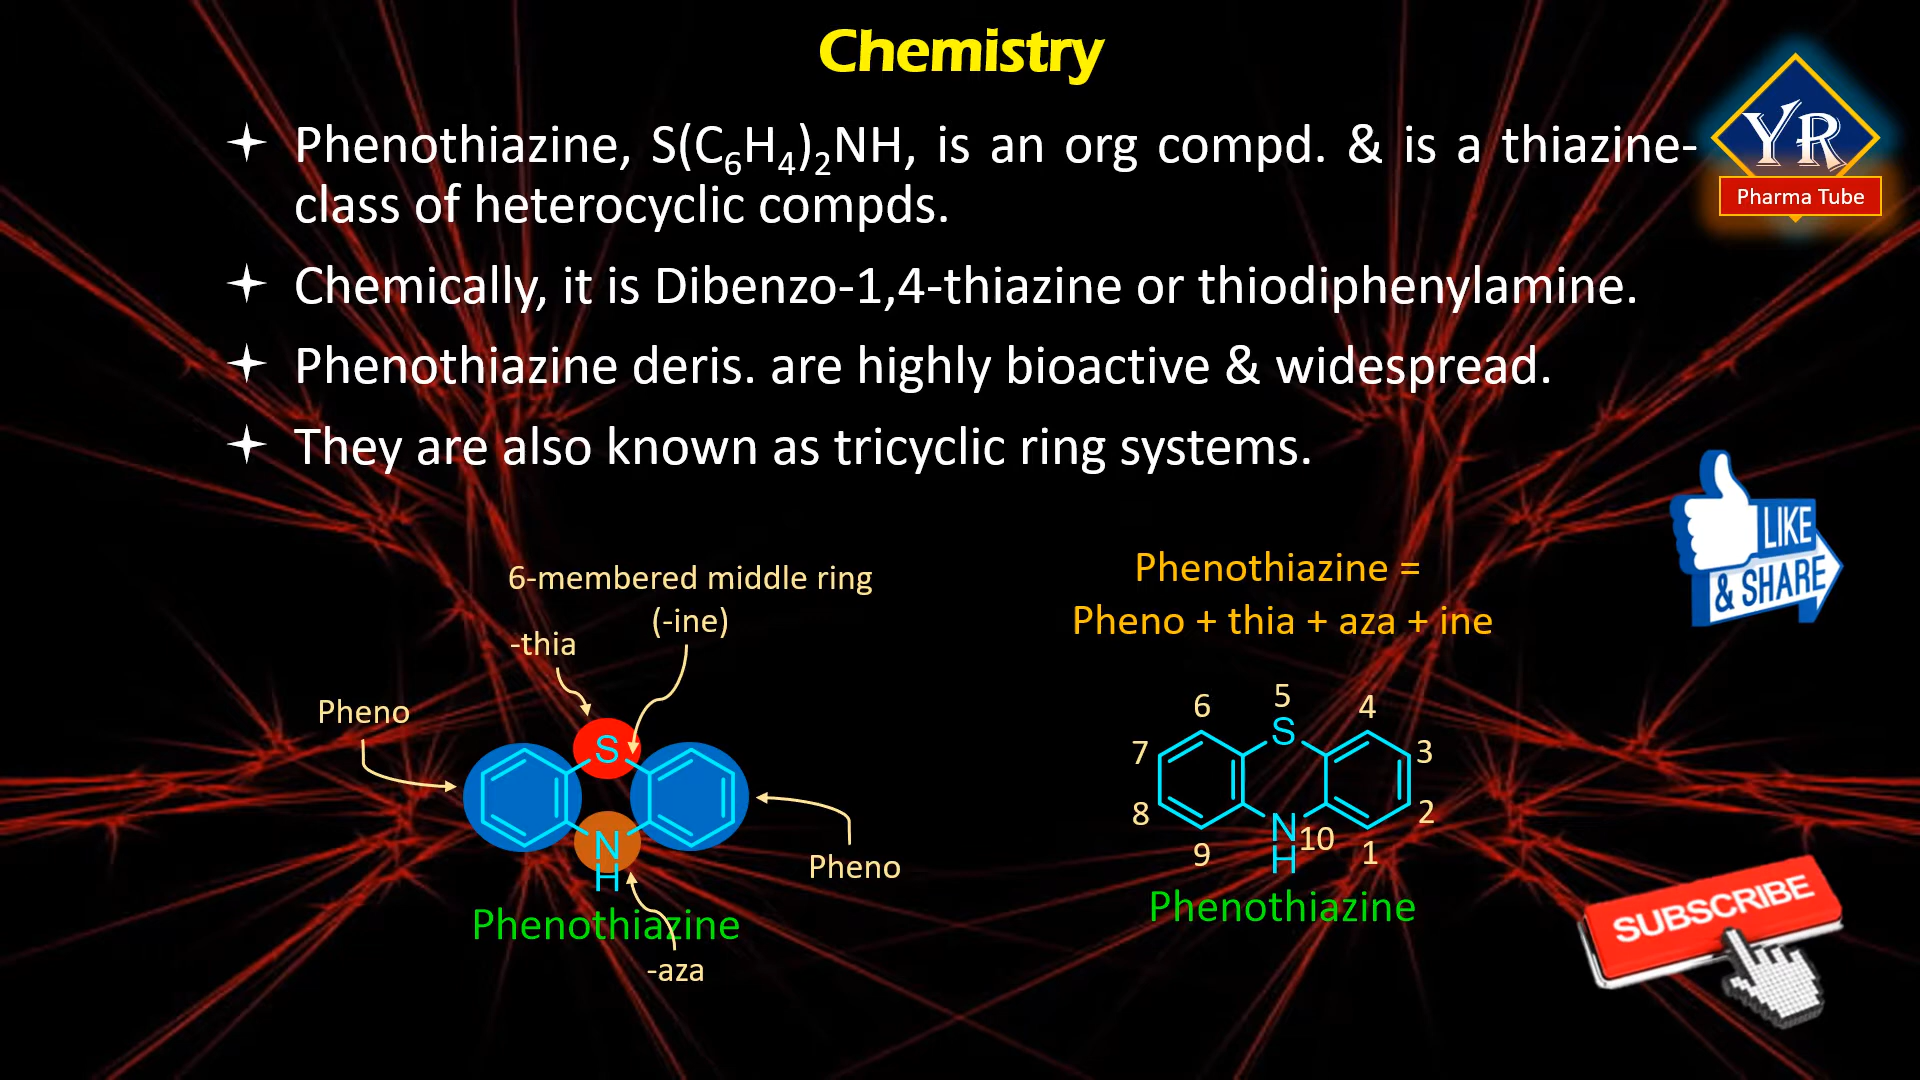 Chemistry
YR
Pharma Tube
Phenothiazine, S(C6H4)2NH, is an org compd. & is a thiazine-
class of heterocyclic compds.
Chemically, it is Dibenzo-1,4-thiazine or thiodiphenylamine.
Phenothiazine deris. are highly bioactive & widespread.
They are also known as tricyclic ring systems.
LIKE
& SHARE
6-membered middle ring
(-ine)
-thia
Pheno
S
N
H
Pheno
Phenothiazine
-aza
Phenothiazine =
Pheno + thia + aza + ine
6 5 4
S
7 3
8 2
N 10
H
9 1
Phenothiazine
SUBSCRIBE